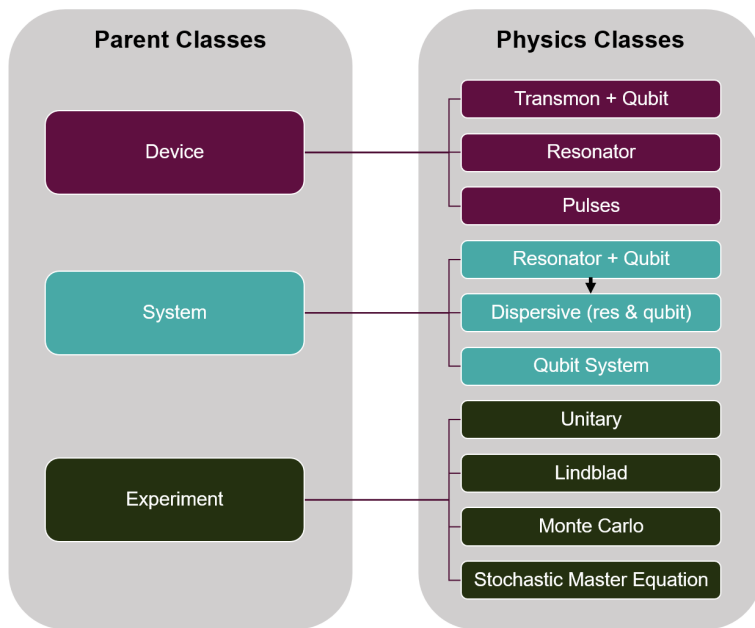 Parent Classes
Device
System
Experiment
Physics Classes
Transmon + Qubit
Resonator
Pulses
Resonator + Qubit
Dispersive (res & qubit)
Qubit System
Unitary
Lindblad
Monte Carlo
Stochastic Master Equation